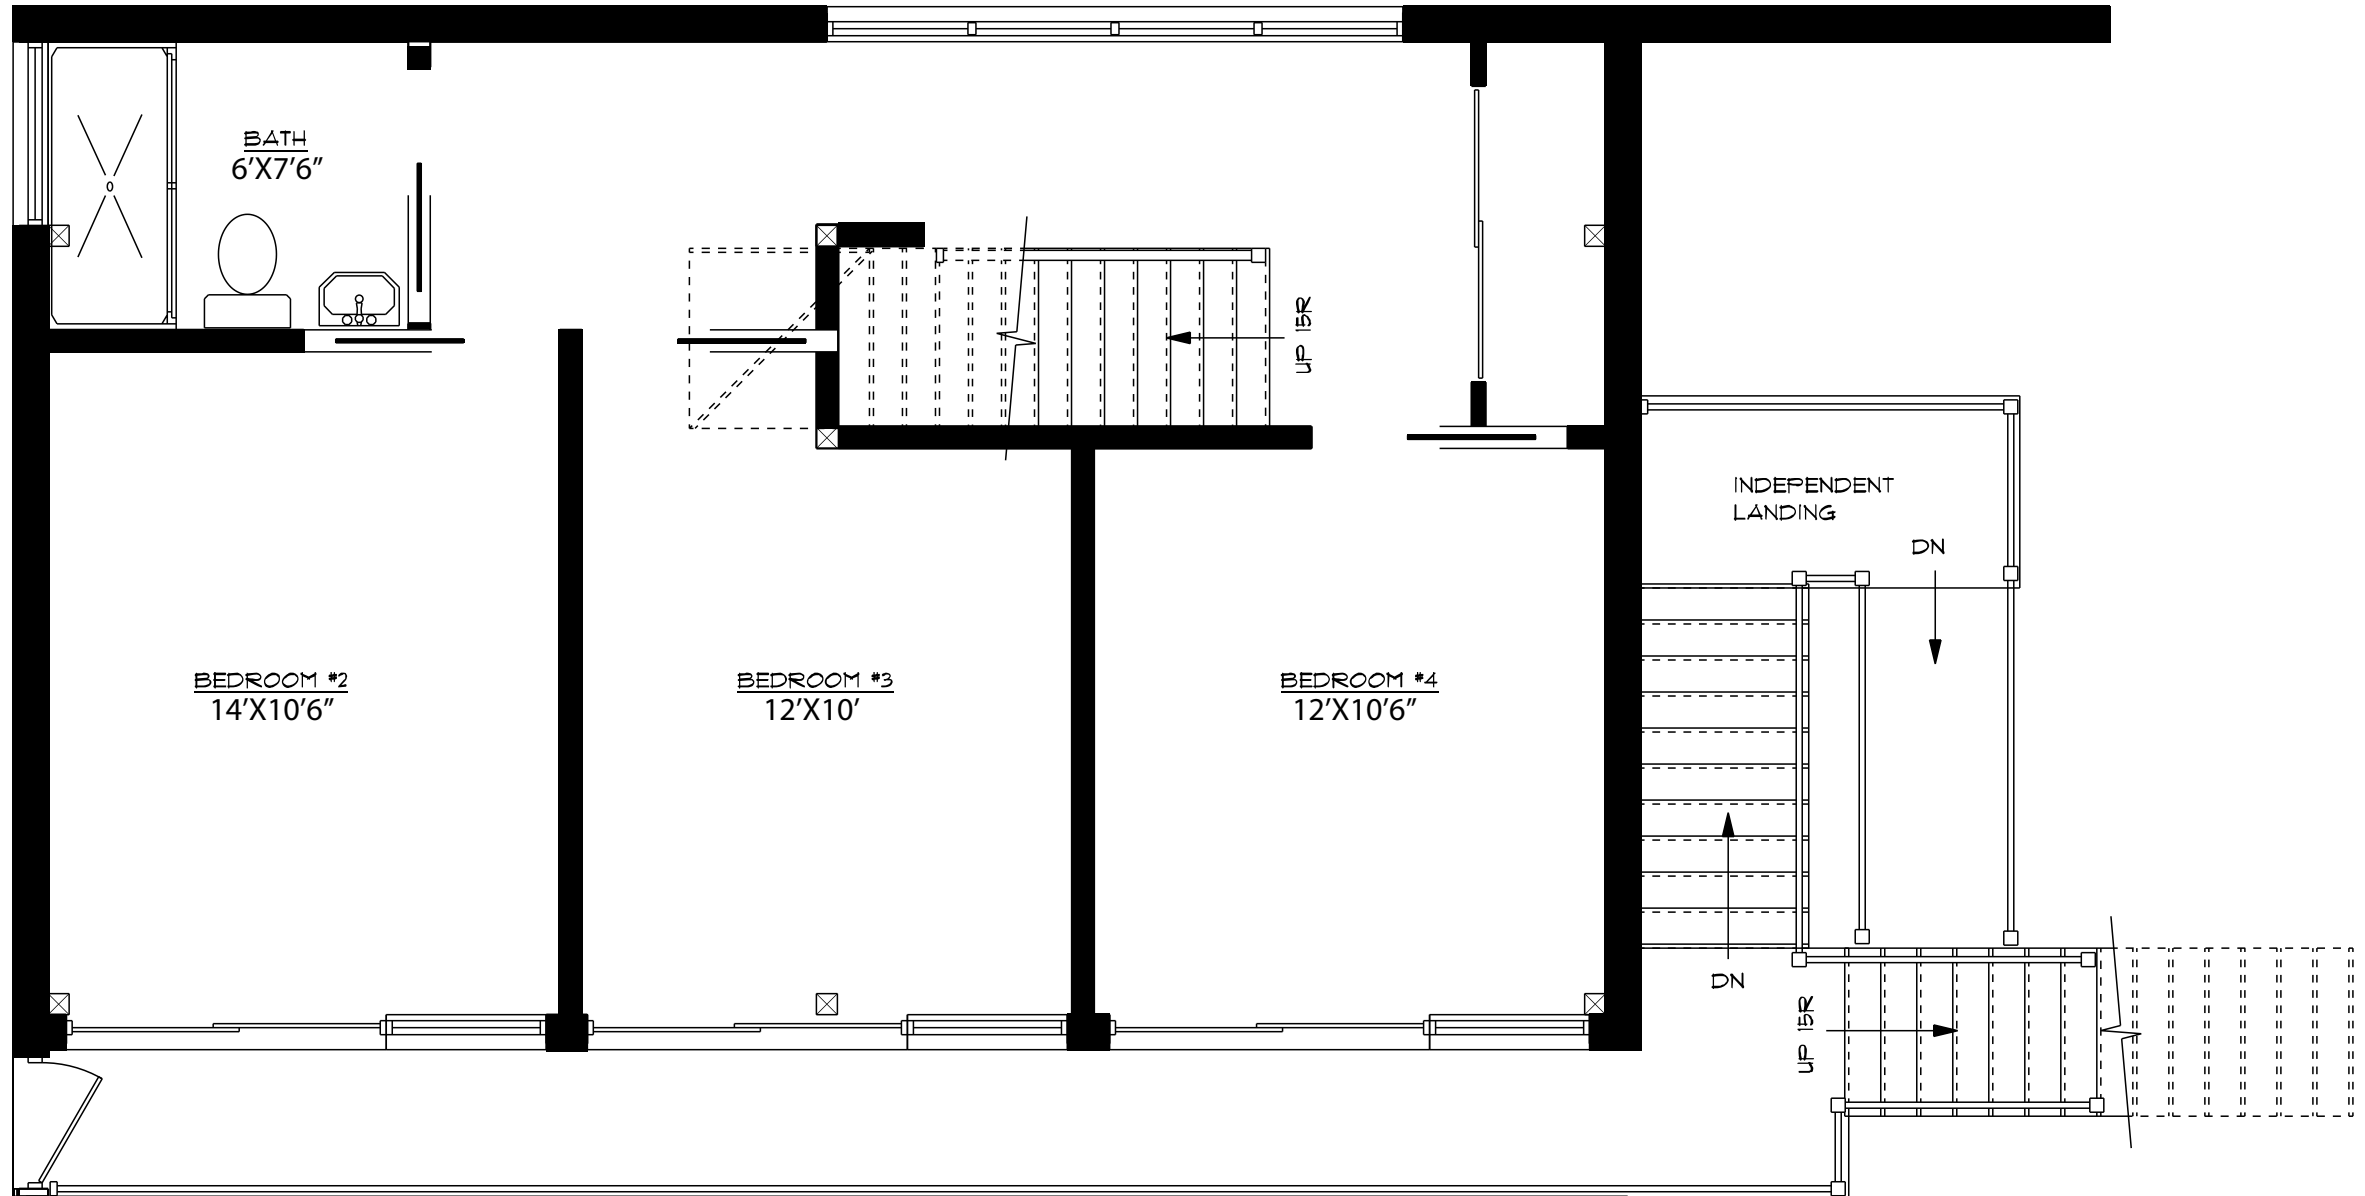 BATH
6'X7'6"
UP 15R
INDEPENDENT
LANDING
DN
BEDROOM #2
14'X10'6"
BEDROOM #3
12'X10'
BEDROOM #4
12'X10'6"
DN
UP 15R